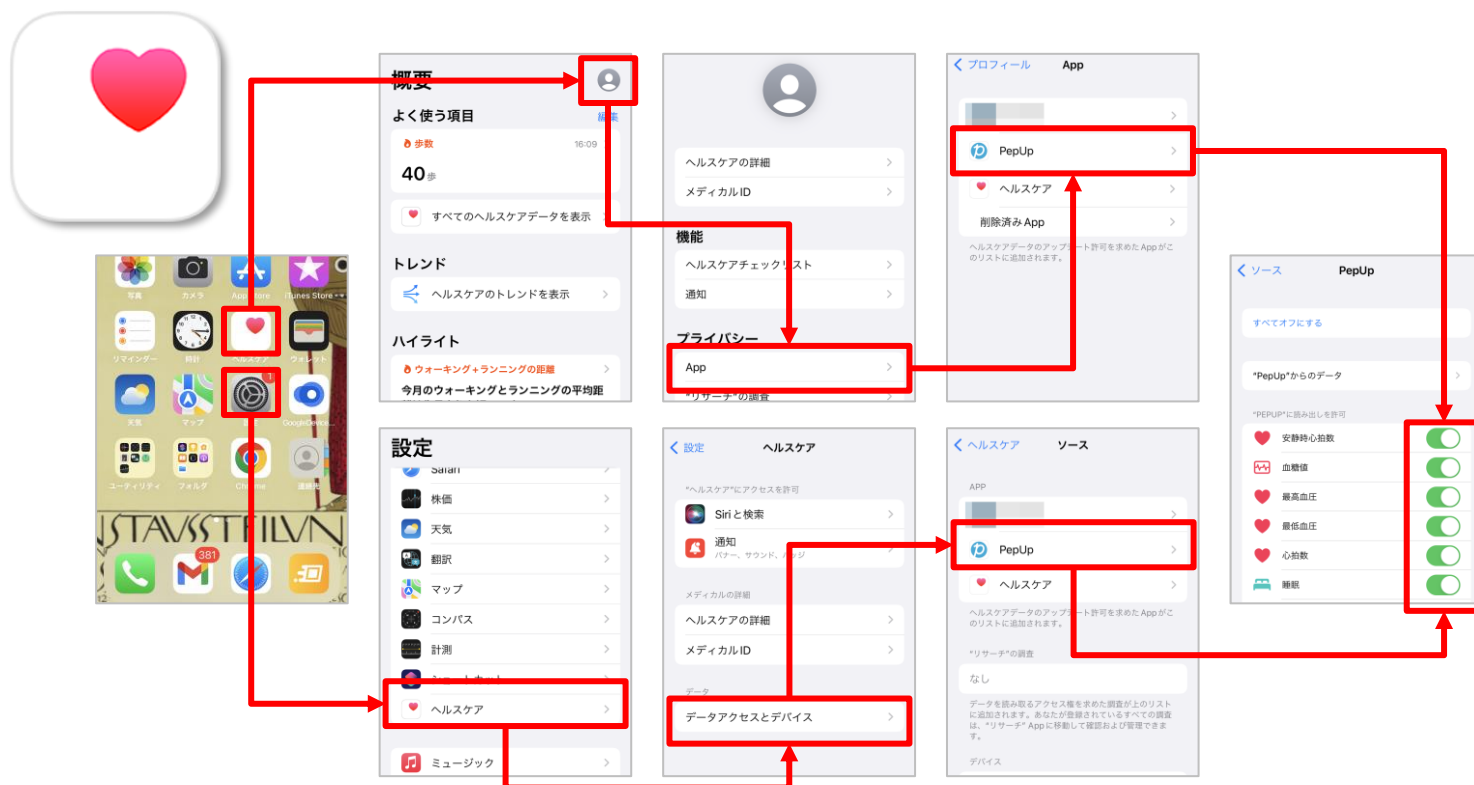 概要
よく使う項目
編集
歩数
16:09
40歩
すべてのヘルスケアデータを表示
トレンド
ヘルスケアのトレンドを表示
ハイライト
ウォーキング+ランニングの距離
今月のウォーキングとランニングの平均距
ヘルスケアの詳細
メディカルID
機能
ヘルスケアチェックリスト
通知
プライバシー
App
"リサーチ"の調査
プロフィール
App
PepUp
ヘルスケア
削除済みApp
ヘルスケアデータのアップデート許可を求めたAppがこ
のリストに追加されます。
写真
カメラ
App Store
iTunes Store
リマインダー
時計
ヘルスケア
ウォレット
1
天気
マップ
設定
ユーティリティ
フォルダ
Chrome
連絡先
381
設定
Safari
株価
天気
翻訳
マップ
コンパス
計測
ショートカット
ヘルスケア
ミュージック
設定
ヘルスケア
"ヘルスケア"にアクセスを許可
Siriと検索
通知
バナー、サウンド、バッジ
メディカルの詳細
ヘルスケアの詳細
メディカルID
データ
データアクセスとデバイス
ヘルスケア
ソース
APP
PepUp
ヘルスケア
ヘルスケアデータのアップデート許可を求めたAppがこ
のリストに追加されます。
"リサーチ"の調査
なし
データを読み取るアクセス権を求めた調査が上のリスト
に追加されます。あなたが登録されているすべての調査
は、"リサーチ" Appに移動して確認および管理できま
す。
デバイス
ソース
PepUp
すべてオフにする
"PepUp"からのデータ
"PEPUP"に読み出しを許可
安静時心拍数
血糖値
最高血圧
最低血圧
心拍数
睡眠